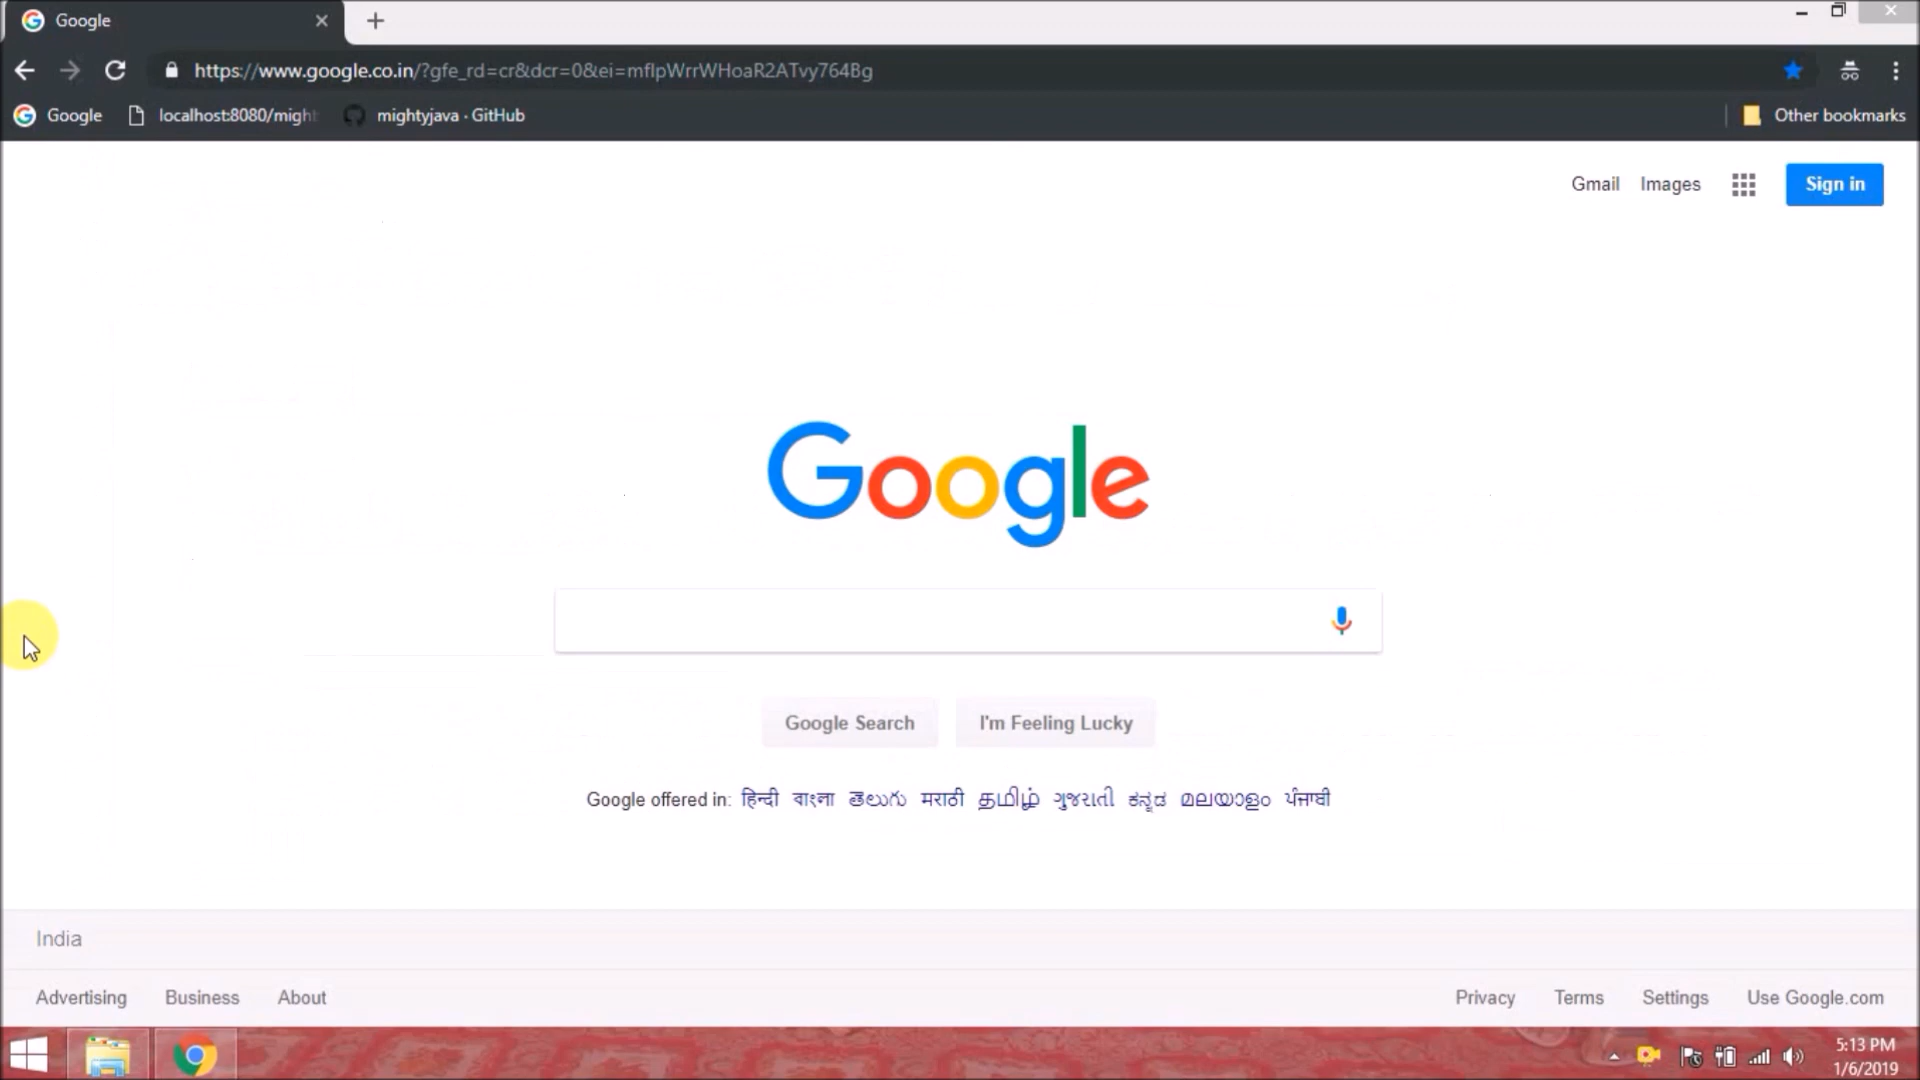 Google
https://www.google.co.in/?gfe_rd=cr&dcr=0&ei=mflpWrrWHoaR2ATvy764Bg
Google localhost:8080/might mightyjava · GitHub Other bookmarks
Gmail Images Sign in
Google
Google Search I'm Feeling Lucky
Google offered in: हिन्दी বাংলা తెలుగు मराठी தமிழ் ગુજરાતી ಕನ್ನಡ മലയാളം ਪੰਜਾਬੀ
India
Advertising Business About Privacy Terms Settings Use Google.com
5:13 PM
1/6/2019